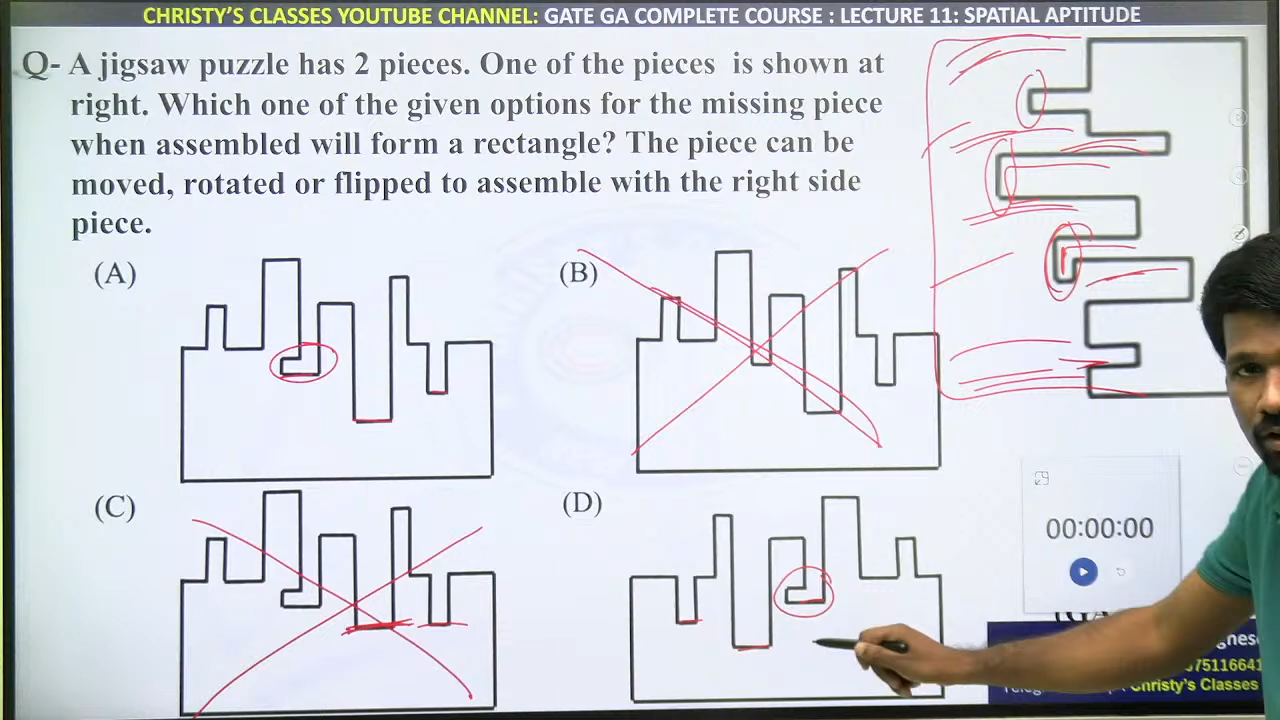 CHRISTY'S CLASSES YOUTUBE CHANNEL: GATE GA COMPLETE COURSE : LECTURE 11: SPATIAL APTITUDE
Q- A jigsaw puzzle has 2 pieces. One of the pieces is shown at
right. Which one of the given options for the missing piece
when assembled will form a rectangle? The piece can be
moved, rotated or flipped to assemble with the right side
piece.
(A)
(B)
(C)
(D)
00:00:00
75116641
Christy's Classes